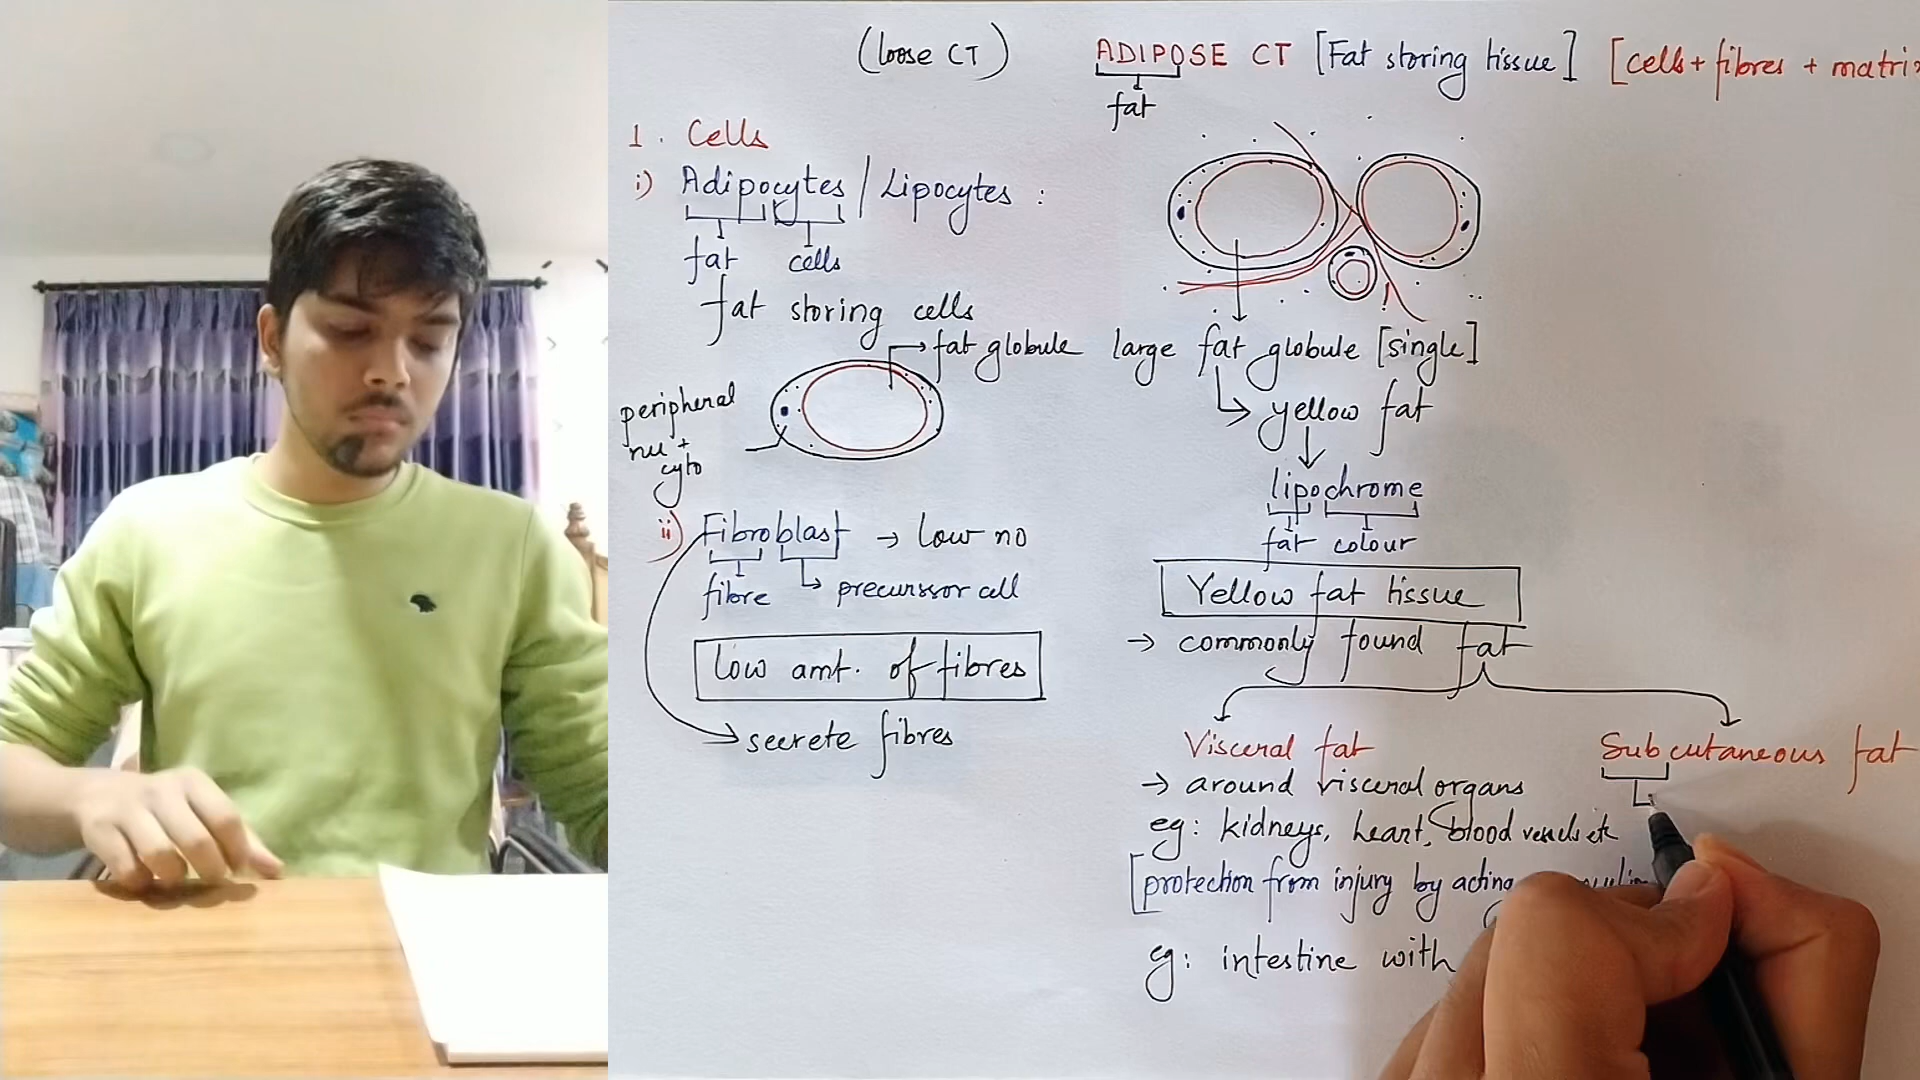 (loose CT) ADIPOSE CT [Fat storing tissue] [cells + fibres + matrix
fat
1. Cells
i) Adipocytes / Lipocytes :
fat cells
fat storing cells
fat globule
peripheral
nu +
cyto
ii) Fibroblast → low no
fibre precurssor cell
low amt. of fibres
secrete fibres
large fat globule [single]
yellow fat
lipochrome
fat colour
Yellow fat tissue
→ commonly found fat
Visceral fat
→ around visceral organs
eg: kidneys, heart, blood vessels etc
[protection from injury by acting
eg: intestine with
Subcutaneous fat